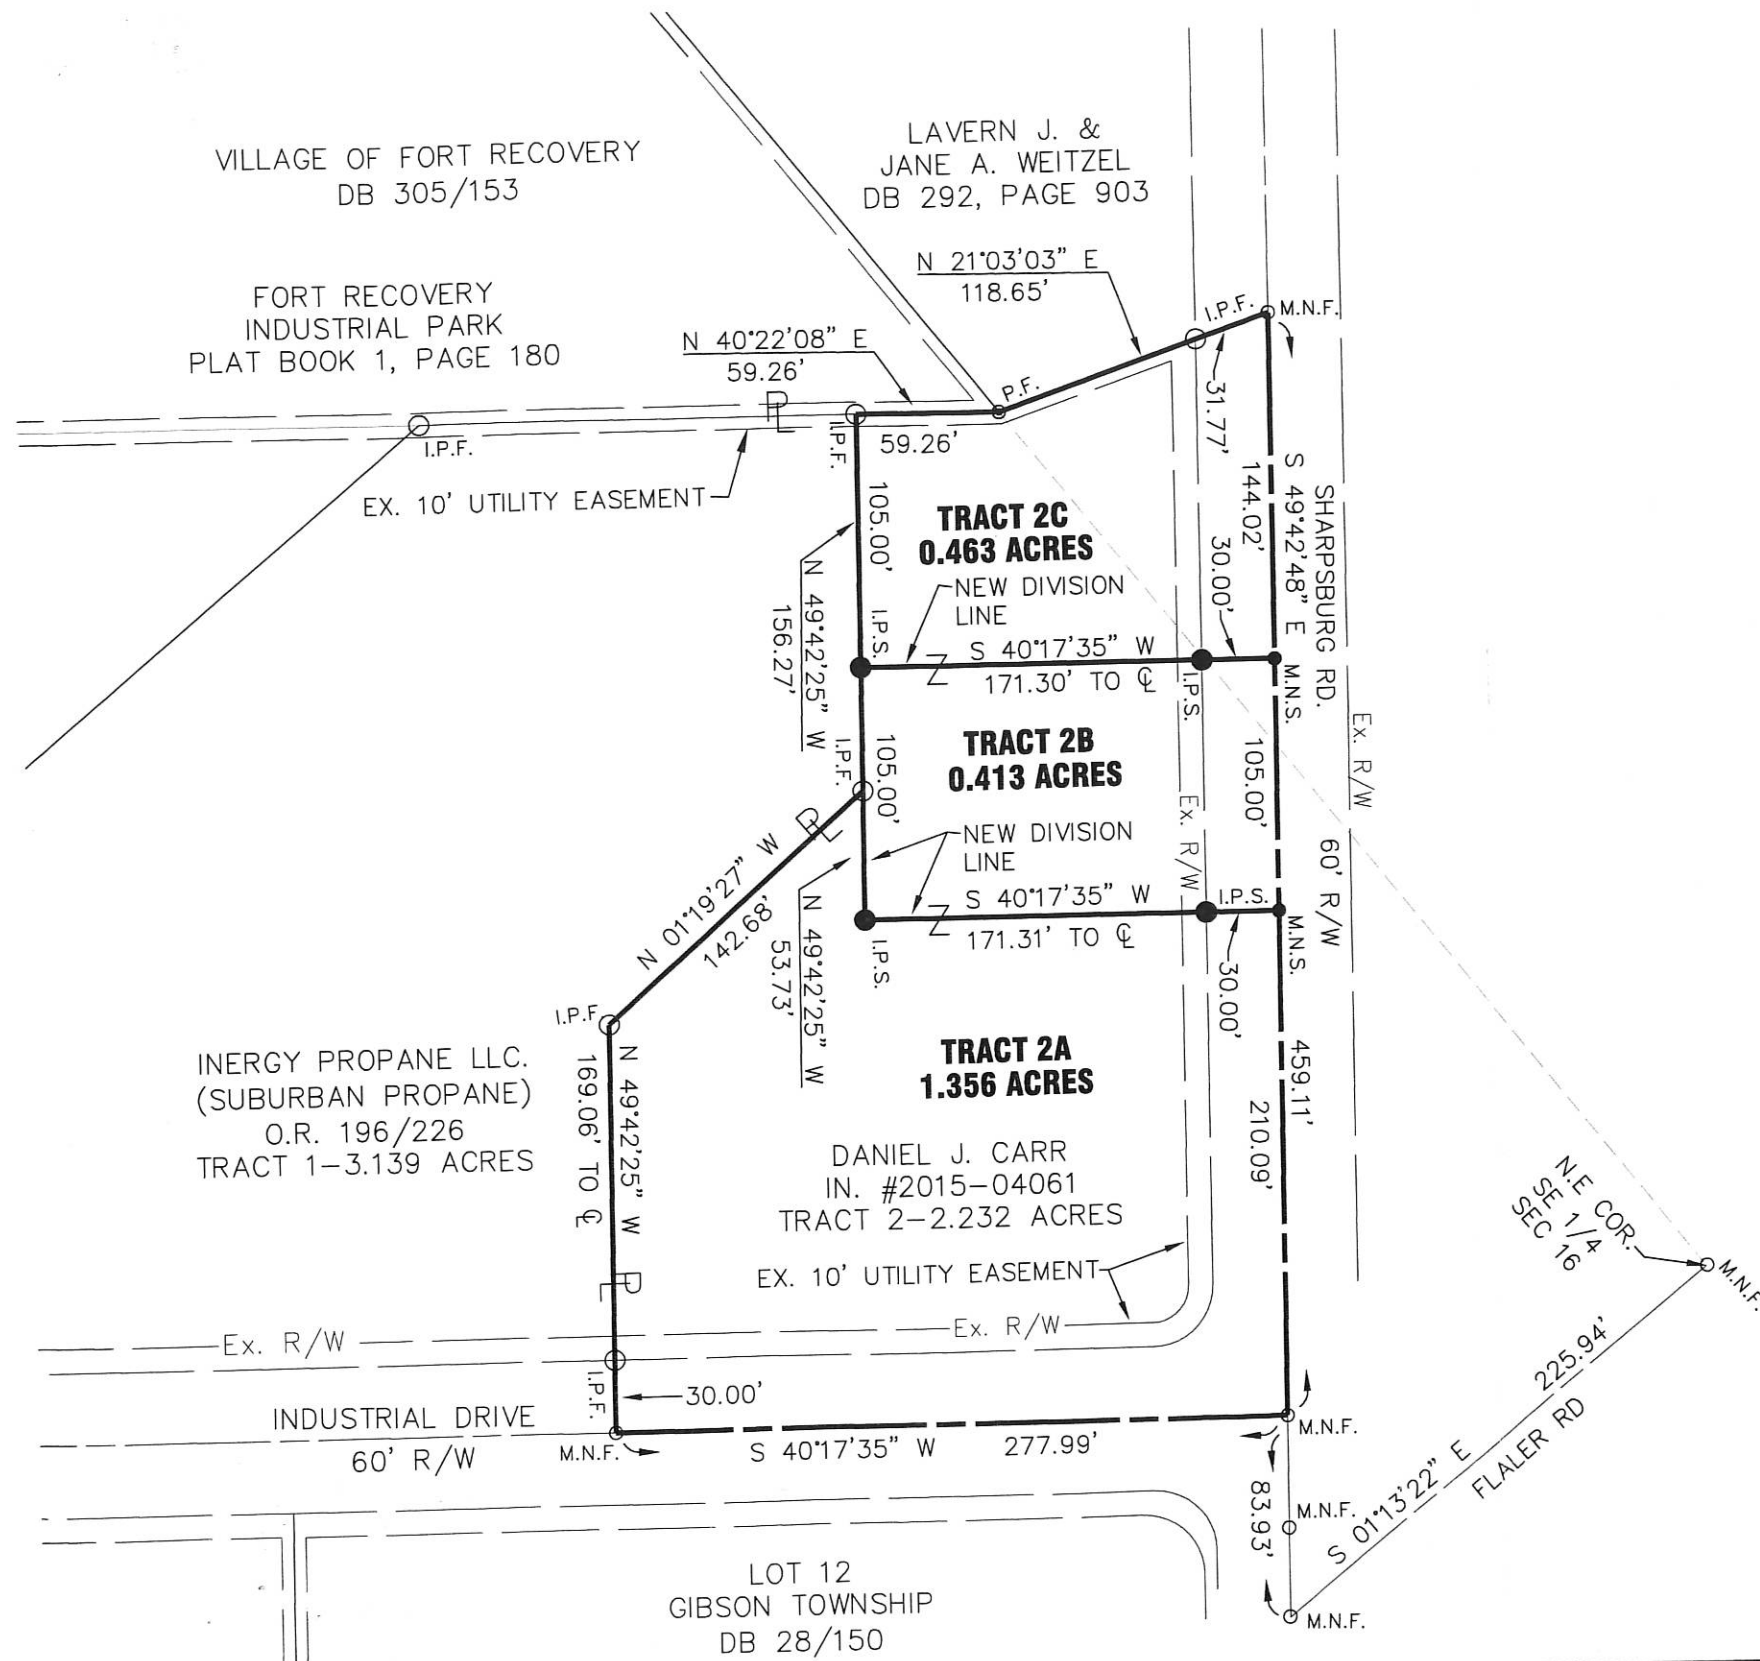 VILLAGE OF FORT RECOVERY
DB 305/153
LAVERN J. &
JANE A. WEITZEL
DB 292, PAGE 903
FORT RECOVERY
INDUSTRIAL PARK
PLAT BOOK 1, PAGE 180
N 21°03'03" E
118.65'
N 40°22'08" E
59.26'
I.P.F.
M.N.F.
P.F.
31.77'
PL
I.P.F.
I.P.F.
59.26'
EX. 10' UTILITY EASEMENT
105.00'
TRACT 2C
0.463 ACRES
S 49°42'48" E
144.02'
SHARPSBURG RD.
N 49°42'25" W
156.27'
NEW DIVISION
LINE
30.00'
I.P.S.
S 40°17'35" W
171.30' TO ℄
I.P.S.
M.N.S.
Ex. R/W
TRACT 2B
0.413 ACRES
105.00'
105.00'
I.P.F.
PL
Ex. R/W
60' R/W
NEW DIVISION
LINE
N 01°19'27" W
142.68'
N 49°42'25" W
53.73'
S 40°17'35" W
171.31' TO ℄
I.P.S.
I.P.S.
M.N.S.
30.00'
I.P.F.
INERGY PROPANE LLC.
(SUBURBAN PROPANE)
O.R. 196/226
TRACT 1-3.139 ACRES
N 49°42'25" W
169.06' TO ℄
TRACT 2A
1.356 ACRES
459.11'
210.09'
DANIEL J. CARR
IN. #2015-04061
TRACT 2-2.232 ACRES
N.E COR.
SE 1/4
SEC 16
M.N.F.
EX. 10' UTILITY EASEMENT
PL
Ex. R/W
Ex. R/W
I.P.F.
30.00'
INDUSTRIAL DRIVE
60' R/W
M.N.F.
S 40°17'35" W 277.99'
M.N.F.
225.94'
S 01°13'22" E
FLALER RD
83.93'
M.N.F.
M.N.F.
LOT 12
GIBSON TOWNSHIP
DB 28/150